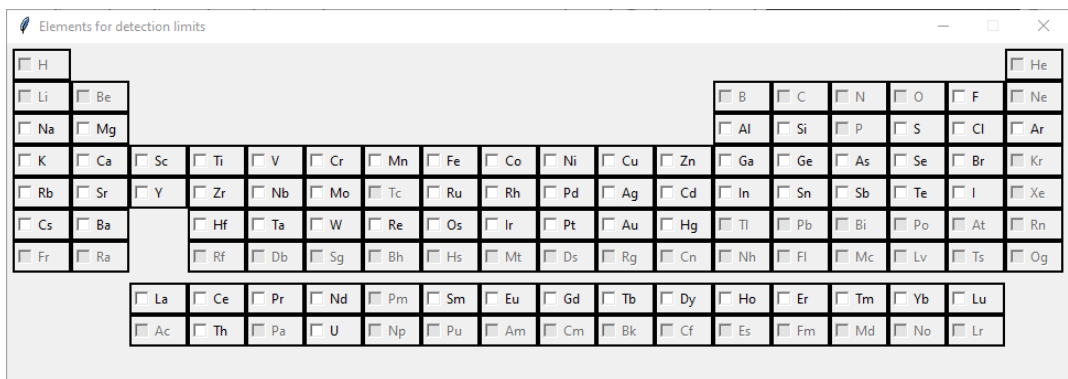 Elements for detection limits
H He
Li Be B C N O F Ne
Na Mg Al Si P S Cl Ar
K Ca Sc Ti V Cr Mn Fe Co Ni Cu Zn Ga Ge As Se Br Kr
Rb Sr Y Zr Nb Mo Tc Ru Rh Pd Ag Cd In Sn Sb Te I Xe
Cs Ba Hf Ta W Re Os Ir Pt Au Hg Tl Pb Bi Po At Rn
Fr Ra Rf Db Sg Bh Hs Mt Ds Rg Cn Nh Fl Mc Lv Ts Og
La Ce Pr Nd Pm Sm Eu Gd Tb Dy Ho Er Tm Yb Lu
Ac Th Pa U Np Pu Am Cm Bk Cf Es Fm Md No Lr